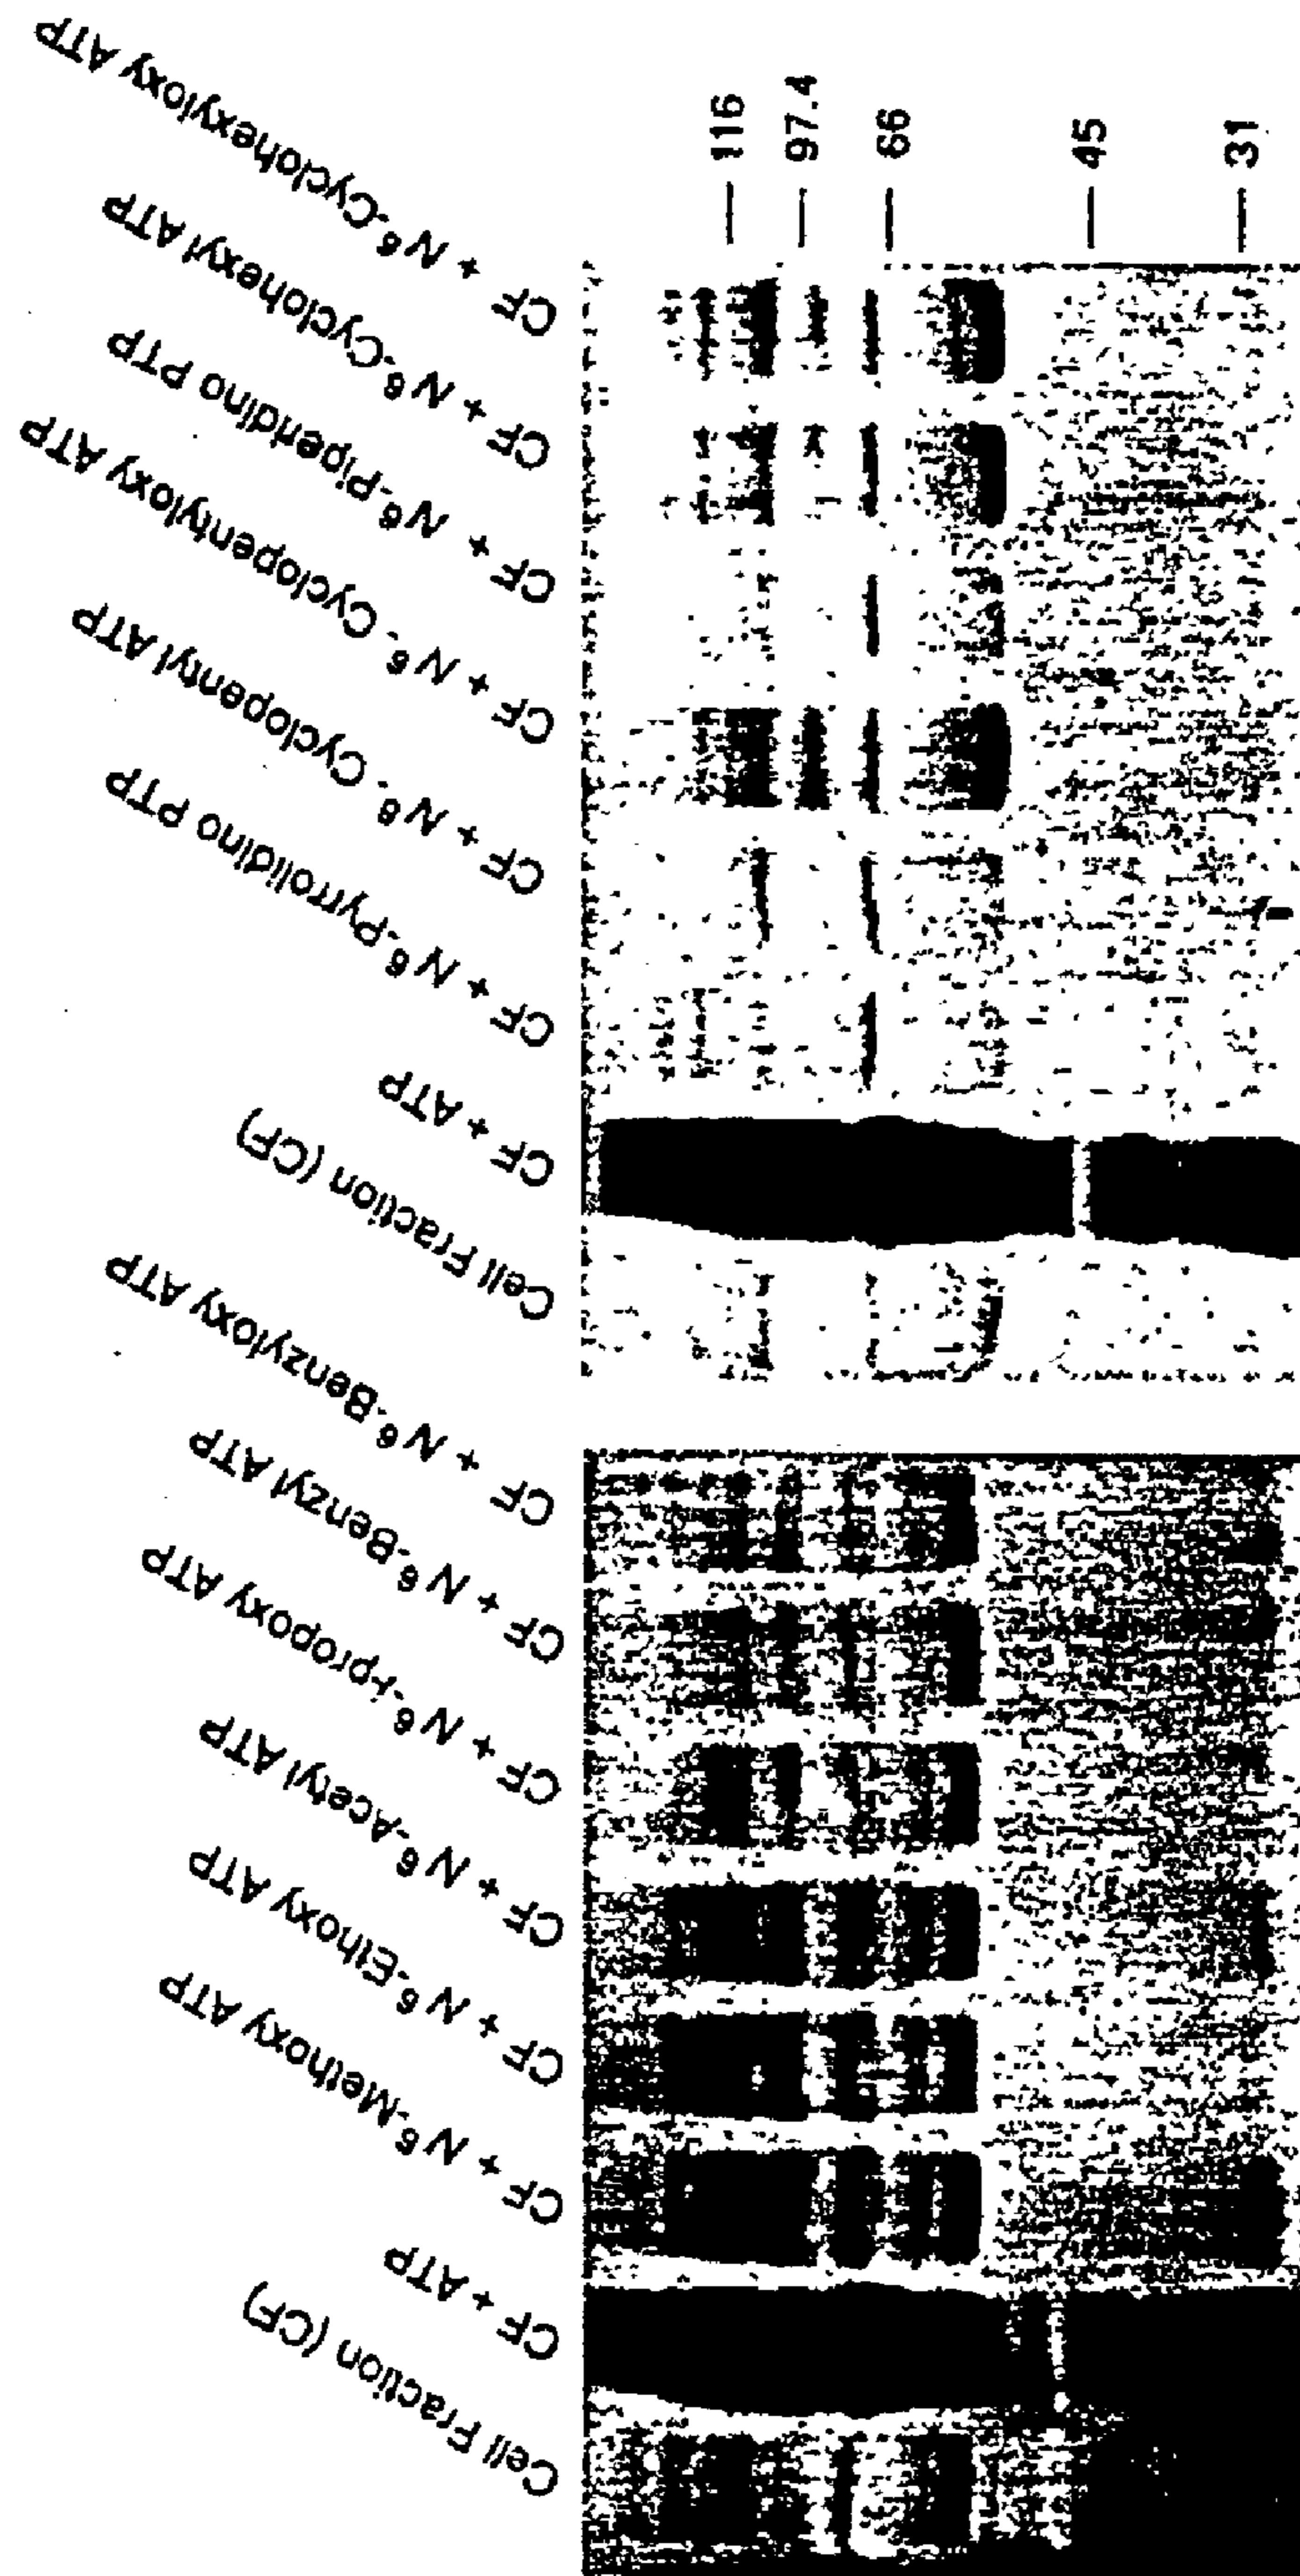 Cell Fraction (CF)
CF + ATP
CF + N⁶-Methoxy ATP
CF + N⁶-Ethoxy ATP
CF + N⁶-Acetyl ATP
CF + N⁶-i-propoxy ATP
CF + N⁶-Benzyl ATP
CF + N⁶-Benzyloxy ATP
Cell Fraction (CF)
CF + ATP
CF + N⁶-Pyrrolidino PTP
CF + N⁶- Cyclopentyl ATP
CF + N⁶- Cyclopentyloxy ATP
CF + N⁶-Piperidino PTP
CF + N⁶-Cyclohexyl ATP
CF + N⁶-Cyclohexyloxy ATP
116
97.4
66
45
31